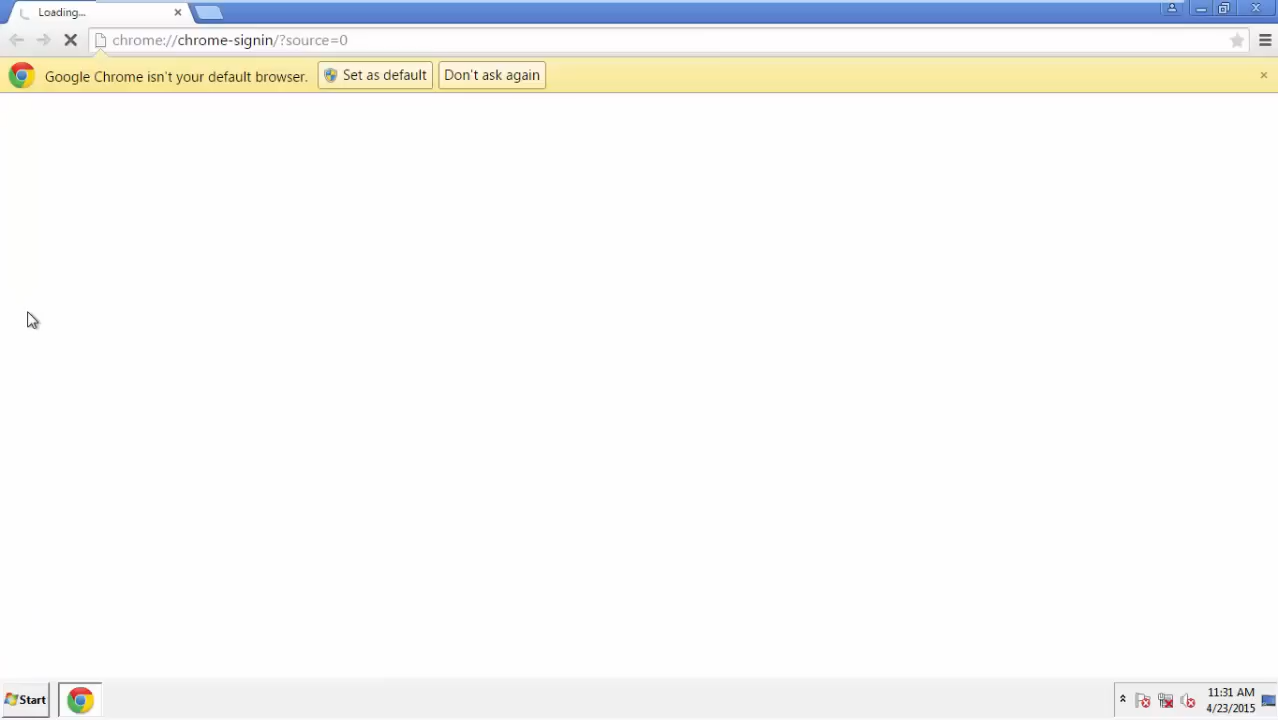 Loading...
chrome://chrome-signin/?source=0
Google Chrome isn't your default browser. Set as default Don't ask again
Start
11:31 AM
4/23/2015